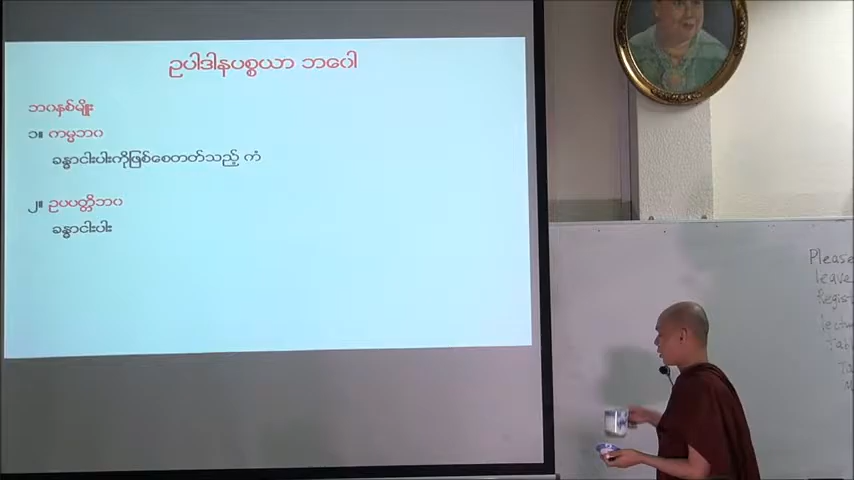 ဥပါဒါနပစ္စယာ ဘဝေါ
ဘဝနှစ်မျိုး
၁။ ကမ္မဘဝ
ခန္ဓာငါးပါးကိုဖြစ်စေတတ်သည့် ကံ
၂။ ဥပပတ္တိဘဝ
ခန္ဓာငါးပါး
Please
leave